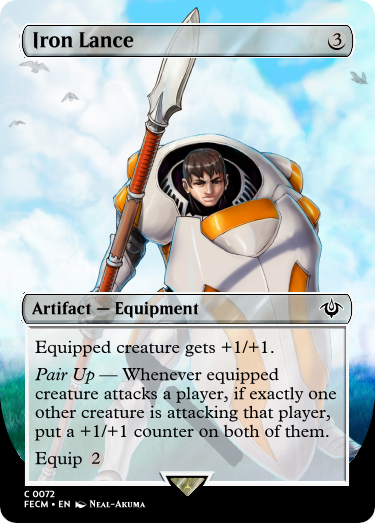 Iron Lance 3
Artifact — Equipment
Equipped creature gets +1/+1.
Pair Up — Whenever equipped
creature attacks a player, if exactly one
other creature is attacking that player,
put a +1/+1 counter on both of them.
Equip 2
C 0072
FECM • EN Neal-Akuma